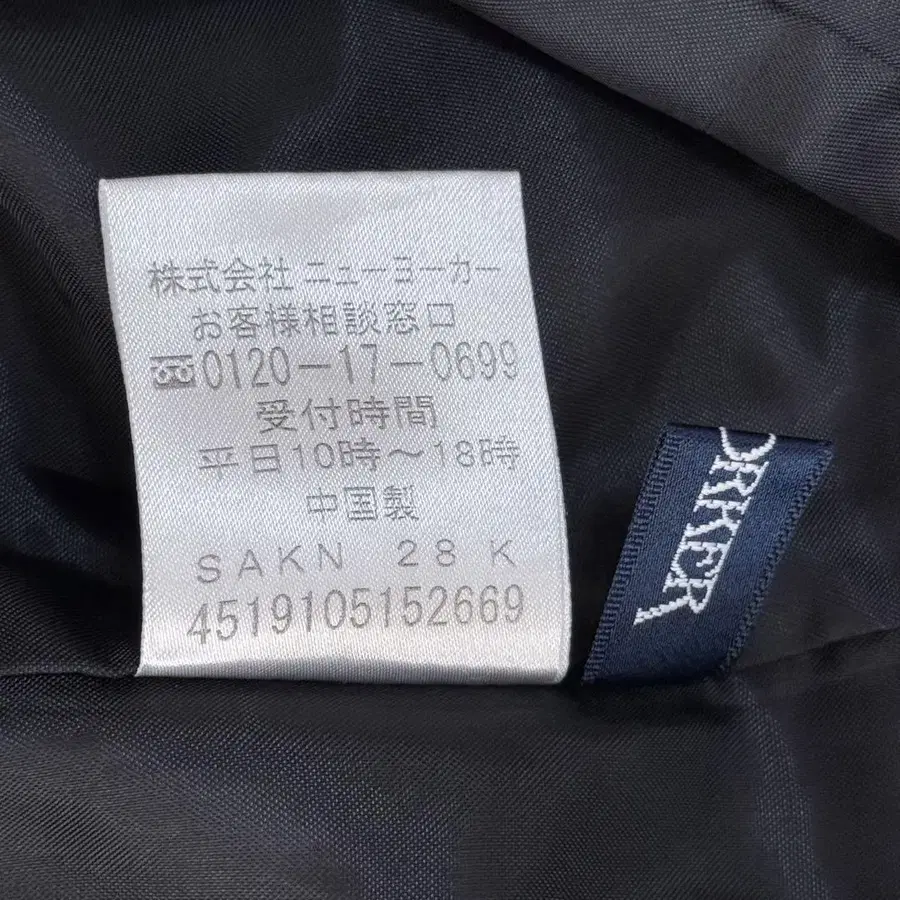 株式会社 ニューヨーカー
お客様相談窓口
0120-17-0699
受付時間
平日10時～18時
中国製
SAKN 28 K
4519105152669
ORKER